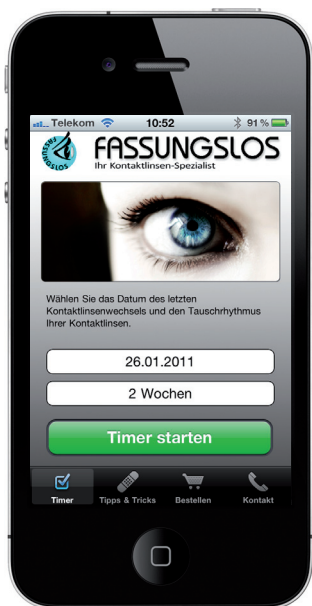 Telekom 10:52 91 %
FASSUNGSLOS
FASSUNGSLOS
Ihr Kontaktlinsen-Spezialist
Wählen Sie das Datum des letzten
Kontaktlinsenwechsels und den Tauschrhythmus
Ihrer Kontaktlinsen.
26.01.2011
2 Wochen
Timer starten
Timer Tipps & Tricks Bestellen Kontakt